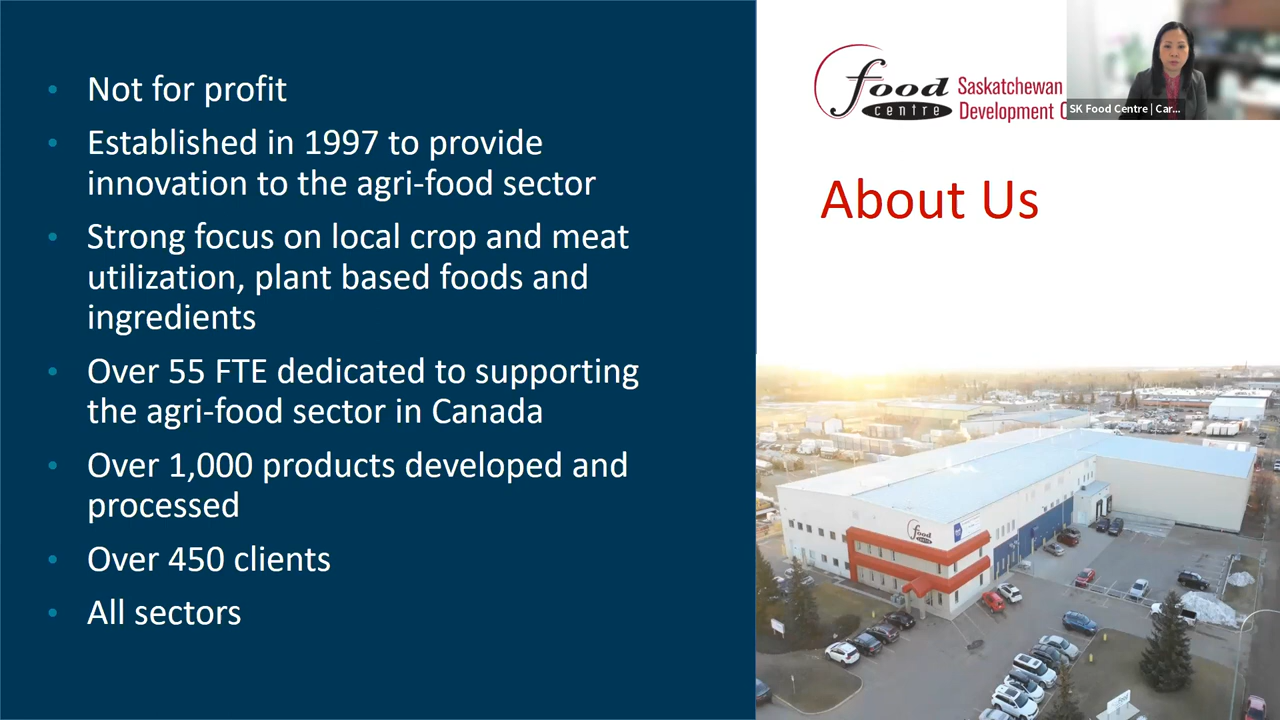 Not for profit
Established in 1997 to provide
innovation to the agri-food sector
Strong focus on local crop and meat
utilization, plant based foods and
ingredients
Over 55 FTE dedicated to supporting
the agri-food sector in Canada
Over 1,000 products developed and
processed
Over 450 clients
All sectors
food
centre
Saskatchewan
Development
SK Food Centre | Car...
About Us
food
centre